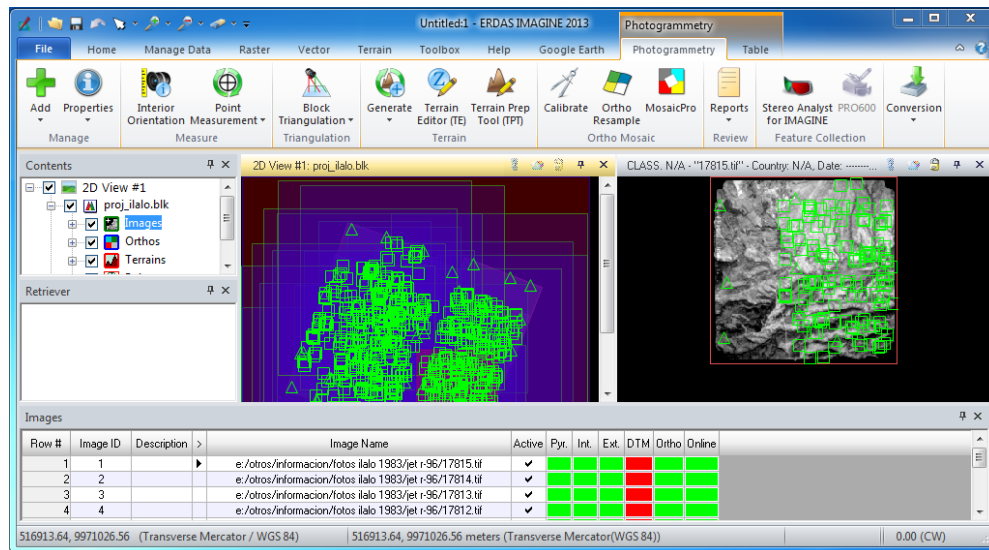 Untitled:1 - ERDAS IMAGINE 2013
Photogrammetry
File Home Manage Data Raster Vector Terrain Toolbox Help Google Earth Photogrammetry Table
Add Properties Interior Orientation Point Measurement Block Triangulation Generate Terrain Editor (TE) Terrain Prep Tool (TPT) Calibrate Ortho Resample MosaicPro Reports Stereo Analyst for IMAGINE PRO600 Conversion
Manage Measure Triangulation Terrain Ortho Mosaic Review Feature Collection
Contents
2D View #1: proj_ilalo.blk
CLASS. N/A - "17815.tif" - Country: N/A, Date: --------...
2D View #1
proj_ilalo.blk
Images
Orthos
Terrains
Retriever
Images
Row # Image ID Description > Image Name Active Pyr. Int. Ext. DTM Ortho Online
1 1 e:/otros/informacion/fotos ilalo 1983/jet r-96/17815.tif
2 2 e:/otros/informacion/fotos ilalo 1983/jet r-96/17814.tif
3 3 e:/otros/informacion/fotos ilalo 1983/jet r-96/17813.tif
4 4 e:/otros/informacion/fotos ilalo 1983/jet r-96/17812.tif
516913.64, 9971026.56 (Transverse Mercator / WGS 84) 516913.64, 9971026.56 meters (Transverse Mercator(WGS 84)) 0.00 (CW)